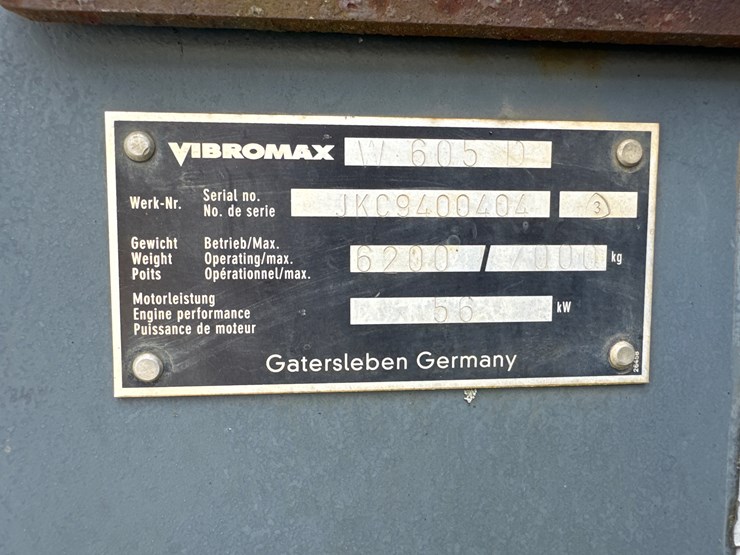 VIBROMAX W 605 D
Werk-Nr. Serial no. JKC9400404 3
No. de serie
Gewicht Betrieb/Max.
Weight Operating/max. 6200 / 7000 kg
Poits Opérationnel/max.
Motorleistung
Engine performance 56 kW
Puissance de moteur
Gatersleben Germany